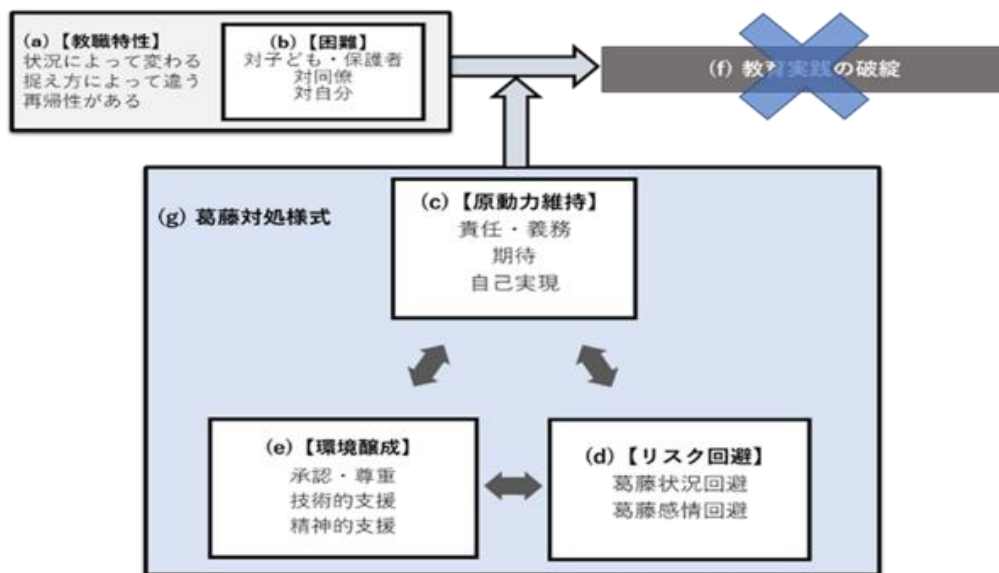 (a)【教職特性】
状況によって変わる
捉え方によって違う
再帰性がある
(b)【困難】
対子ども・保護者
対同僚
対自分
(f) 教育実践の破綻
(g) 葛藤対処様式
(c)【原動力維持】
責任・義務
期待
自己実現
(e)【環境醸成】
承認・尊重
技術的支援
精神的支援
(d)【リスク回避】
葛藤状況回避
葛藤感情回避